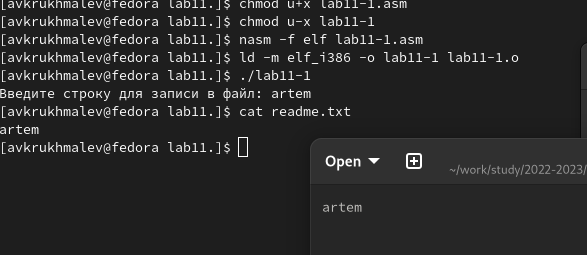 [avkrukhmalev@fedora lab11.]$ chmod u+x lab11-1.asm
[avkrukhmalev@fedora lab11.]$ chmod u-x lab11-1
[avkrukhmalev@fedora lab11.]$ nasm -f elf lab11-1.asm
[avkrukhmalev@fedora lab11.]$ ld -m elf_i386 -o lab11-1 lab11-1.o
[avkrukhmalev@fedora lab11.]$ ./lab11-1
Введите строку для записи в файл: artem
[avkrukhmalev@fedora lab11.]$ cat readme.txt
artem
[avkrukhmalev@fedora lab11.]$
Open
~/work/study/2022-2023/
artem